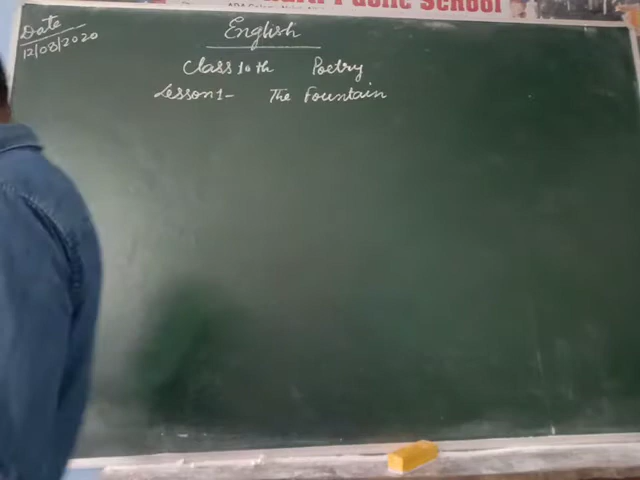 Public School
Date
12/08/2020
English
Class 10th Poetry
Lesson 1- The Fountain